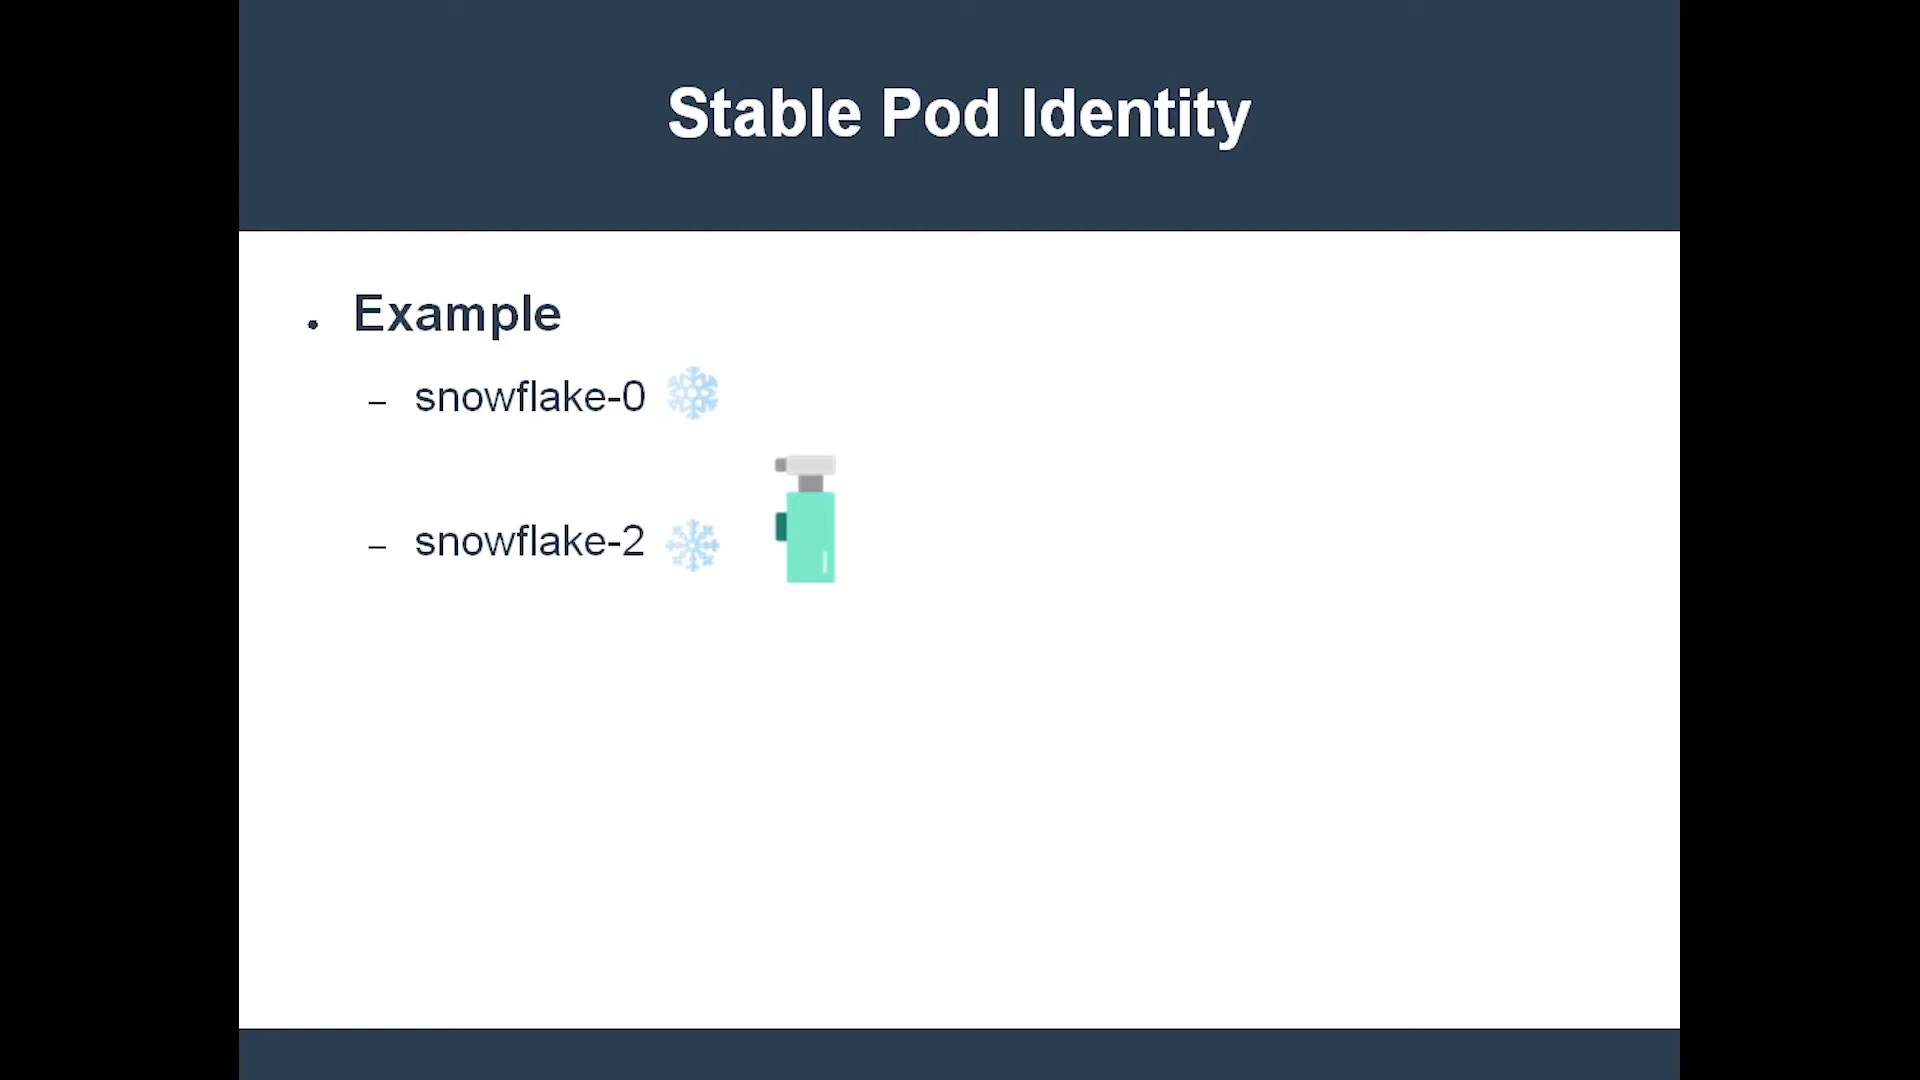 Stable Pod Identity
• Example
– snowflake-0
– snowflake-2